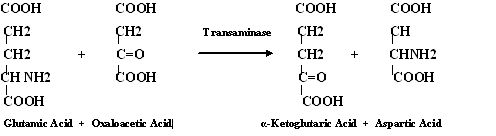 COOH COOH COOH COOH
CH2 CH2 Transaminase CH2 CH
CH2 + C=O CH2 + CHNH2
CH NH2 COOH C=O COOH
COOH COOH
Glutamic Acid + Oxaloacetic Acid α-Ketoglutaric Acid + Aspartic Acid